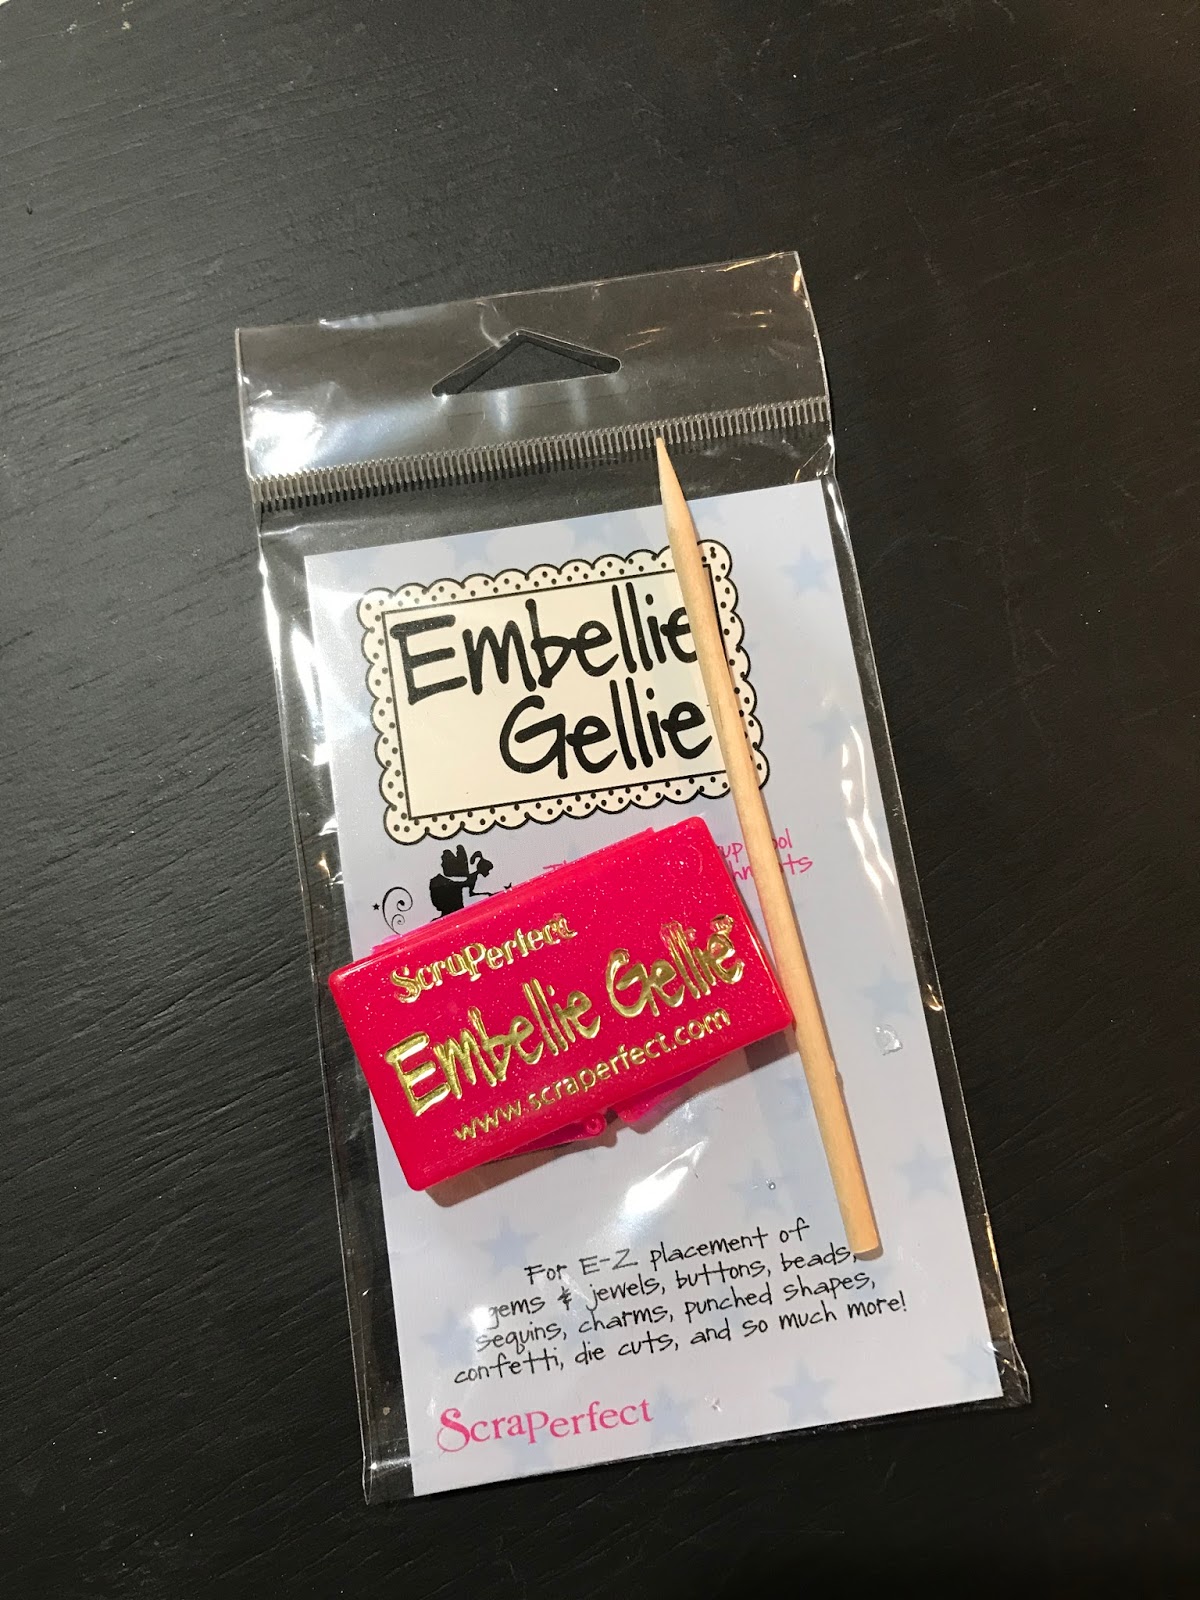 Embellie
Gellie
ScraPerfect
Embellie Gellie
www.scraperfect.com
For E-Z placement of
gems & jewels, buttons, beads,
sequins, charms, punched shapes,
confetti, die cuts, and so much more!
ScraPerfect